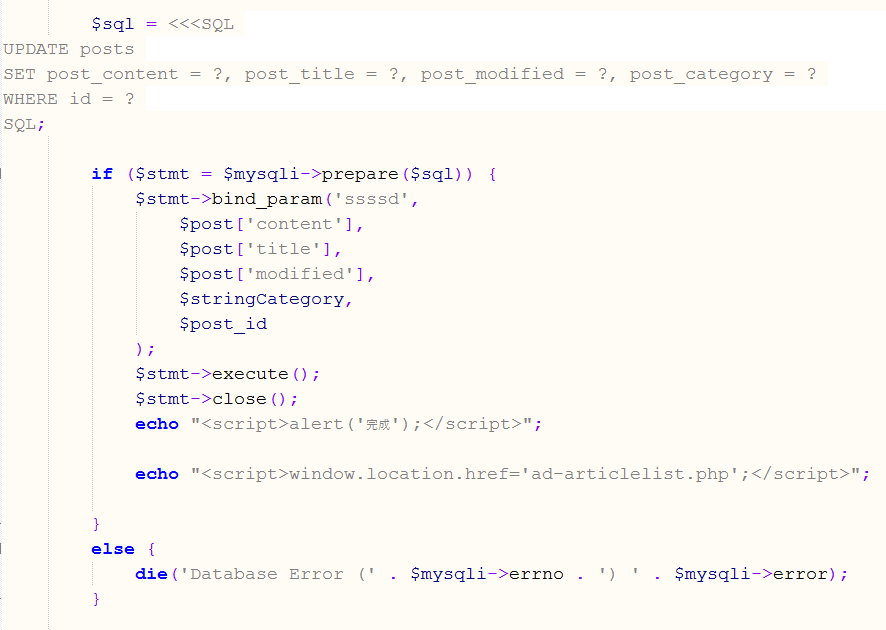 $sql = <<<SQL
UPDATE posts
SET post_content = ?, post_title = ?, post_modified = ?, post_category = ?
WHERE id = ?
SQL;
if ($stmt = $mysqli->prepare($sql)) {
$stmt->bind_param('ssssd',
$post['content'],
$post['title'],
$post['modified'],
$stringCategory,
$post_id
);
$stmt->execute();
$stmt->close();
echo "<script>alert('完成');</script>";
echo "<script>window.location.href='ad-articlelist.php';</script>";
}
else {
die('Database Error (' . $mysqli->errno . ') ' . $mysqli->error);
}